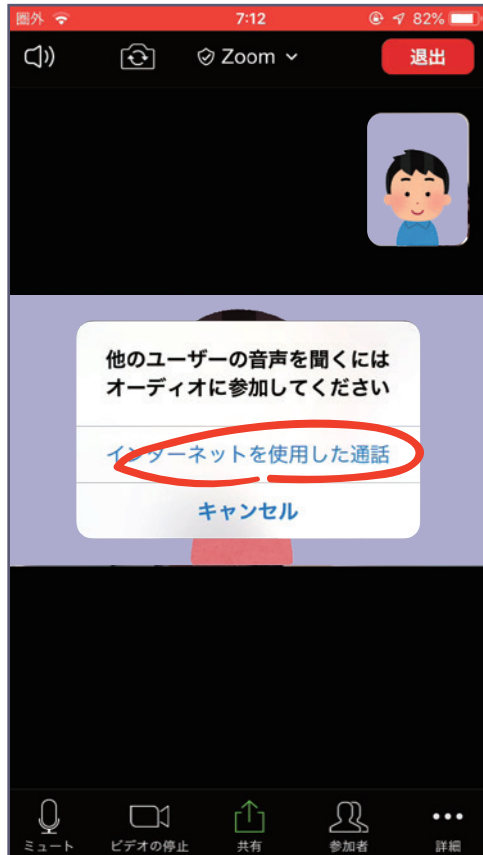 圏外 7:12 82%
Zoom 退出
他のユーザーの音声を聞くには
オーディオに参加してください
インターネットを使用した通話
キャンセル
ミュート ビデオの停止 共有 参加者 詳細